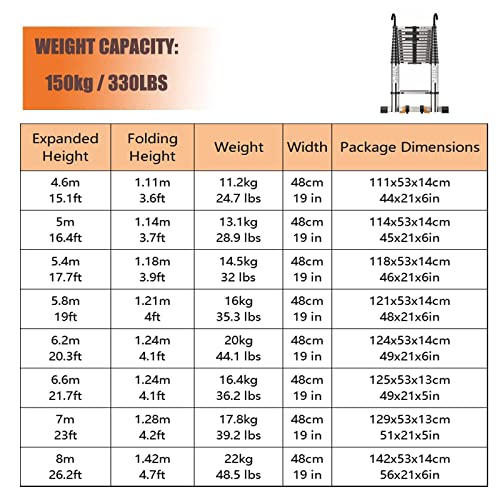 WEIGHT CAPACITY:
150kg / 330LBS
Expanded Height Folding Height Weight Width Package Dimensions
4.6m 1.11m 11.2kg 48cm 111x53x14cm
15.1ft 3.6ft 24.7 lbs 19 in 44x21x6in
5m 1.14m 13.1kg 48cm 114x53x14cm
16.4ft 3.7ft 28.9 lbs 19 in 45x21x6in
5.4m 1.18m 14.5kg 48cm 118x53x14cm
17.7ft 3.9ft 32 lbs 19 in 46x21x6in
5.8m 1.21m 16kg 48cm 121x53x14cm
19ft 4ft 35.3 lbs 19 in 48x21x6in
6.2m 1.24m 20kg 48cm 124x53x14cm
20.3ft 4.1ft 44.1 lbs 19 in 49x21x6in
6.6m 1.24m 16.4kg 48cm 125x53x13cm
21.7ft 4.1ft 36.2 lbs 19 in 49x21x5in
7m 1.28m 17.8kg 48cm 129x53x13cm
23ft 4.2ft 39.2 lbs 19 in 51x21x5in
8m 1.42m 22kg 48cm 142x53x14cm
26.2ft 4.7ft 48.5 lbs 19 in 56x21x6in